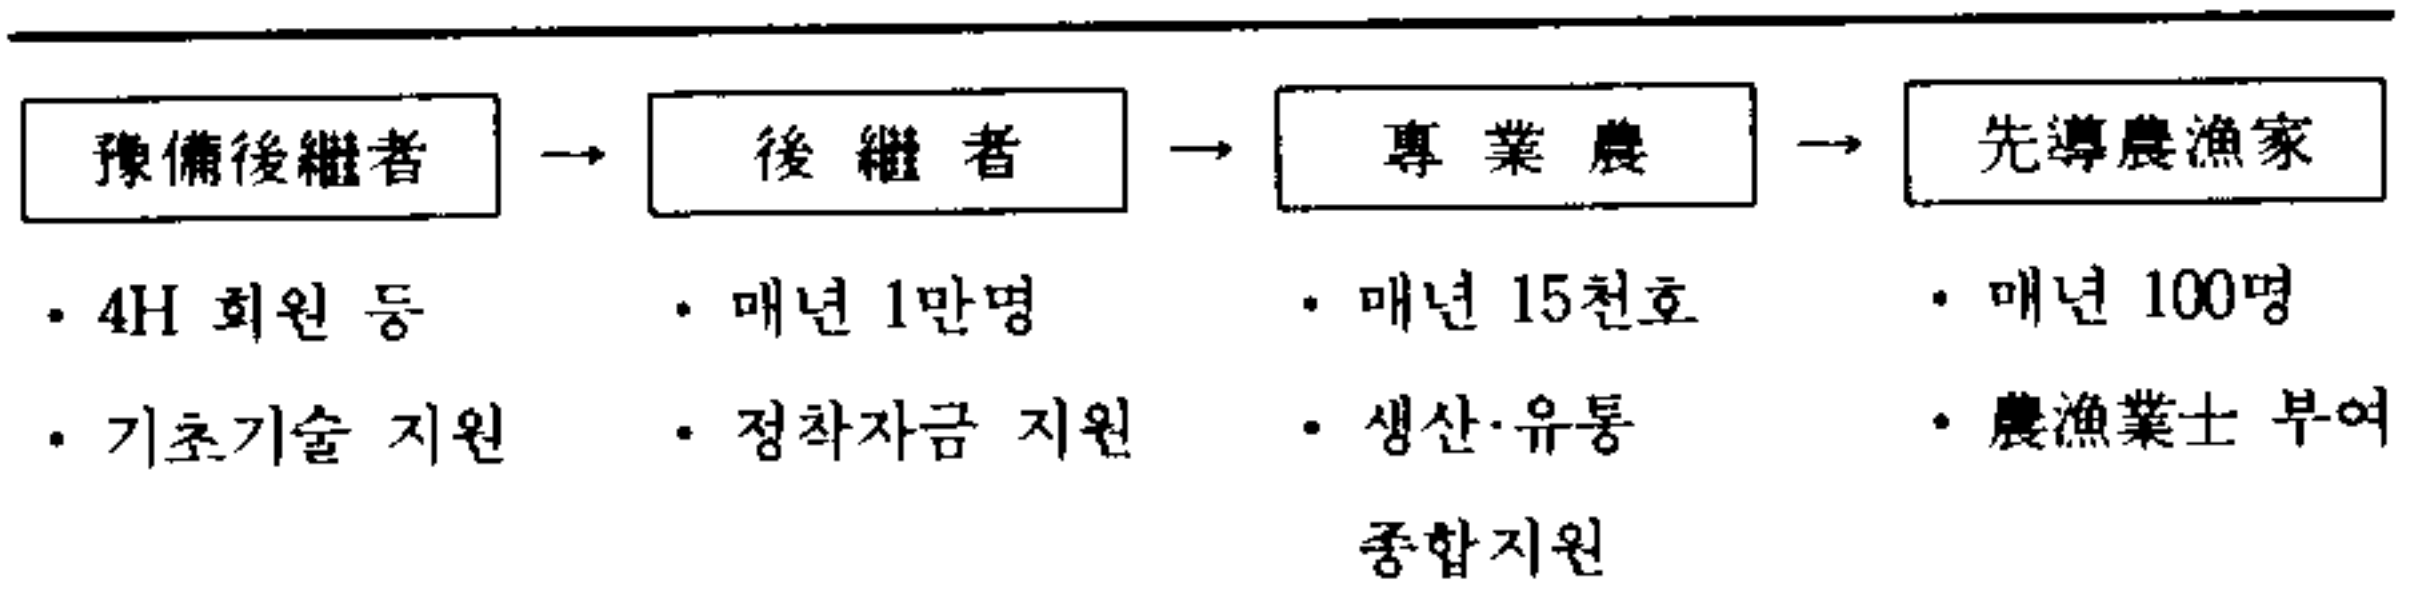 豫備後繼者 → 後繼者 → 專業農 → 先導農漁家
· 4H 회원 등 · 매년 1만명 · 매년 15천호 · 매년 100명
· 기초기술 지원 · 정착자금 지원 · 생산·유통 · 農漁業士 부여
종합지원